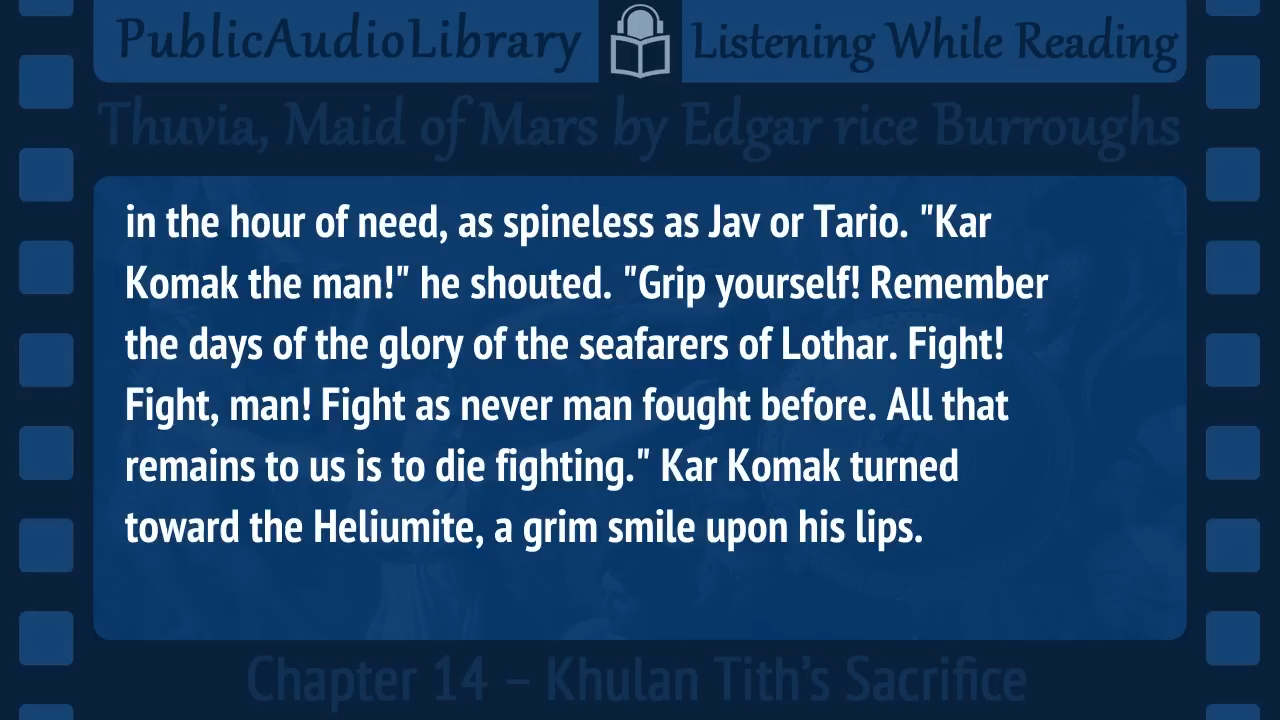 PublicAudioLibrary Listening While Reading
Thuvia, Maid of Mars by Edgar rice Burroughs
in the hour of need, as spineless as Jav or Tario. "Kar
Komak the man!" he shouted. "Grip yourself! Remember
the days of the glory of the seafarers of Lothar. Fight!
Fight, man! Fight as never man fought before. All that
remains to us is to die fighting." Kar Komak turned
toward the Heliumite, a grim smile upon his lips.
Chapter 14 – Khulan Tith’s Sacrifice